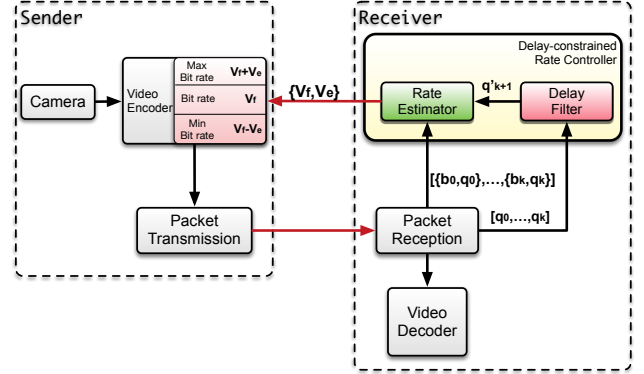 Sender
Receiver
Delay-constrained
Rate Controller
Camera
Video
Encoder
Max
Bit rate
Vf+Ve
Bit rate
Vf
Min
Bit rate
Vf-Ve
{Vf,Ve}
Rate
Estimator
q'k+1
Delay
Filter
[{b0,q0},...,{bk,qk}]
[q0,...,qk]
Packet
Transmission
Packet
Reception
Video
Decoder